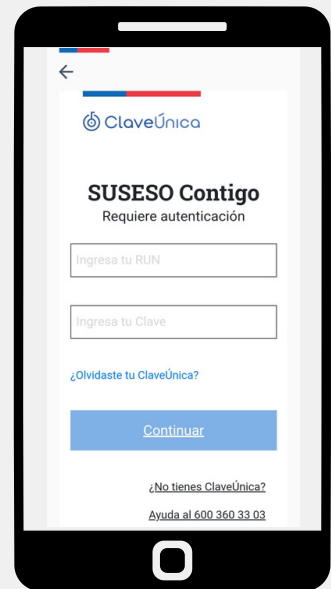 ClaveÚnica
SUSESO Contigo
Requiere autenticación
Ingresa tu RUN
Ingresa tu Clave
¿Olvidaste tu ClaveÚnica?
Continuar
¿No tienes ClaveÚnica?
Ayuda al 600 360 33 03